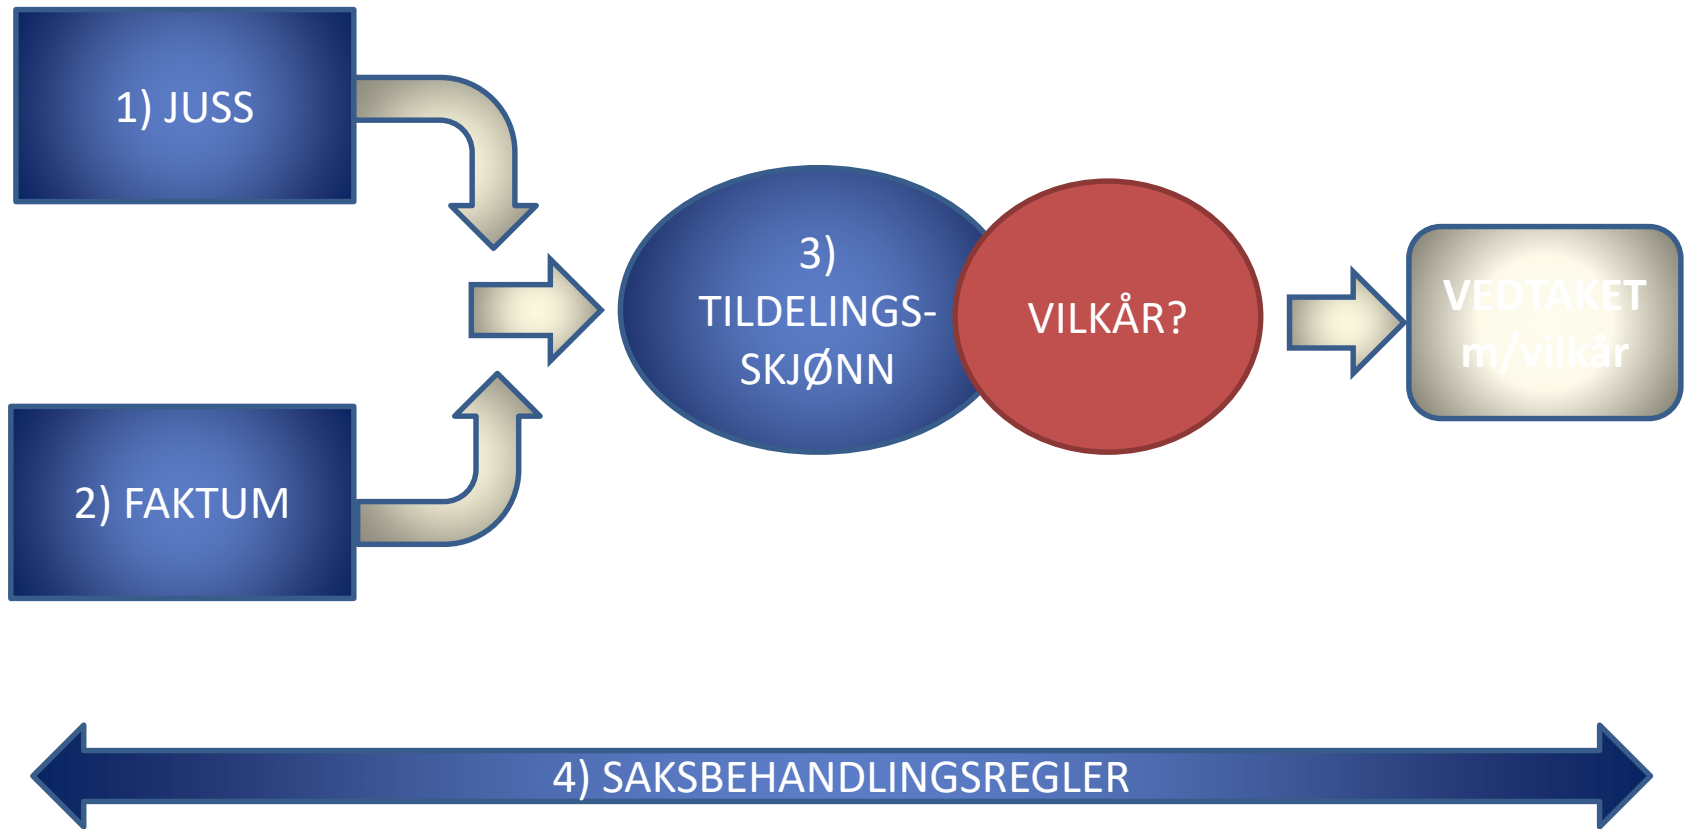 1) JUSS
2) FAKTUM
3)
TILDELINGS-
SKJØNN
VILKÅR?
VEDTAKET
m/vilkår
4) SAKSBEHANDLINGSREGLER